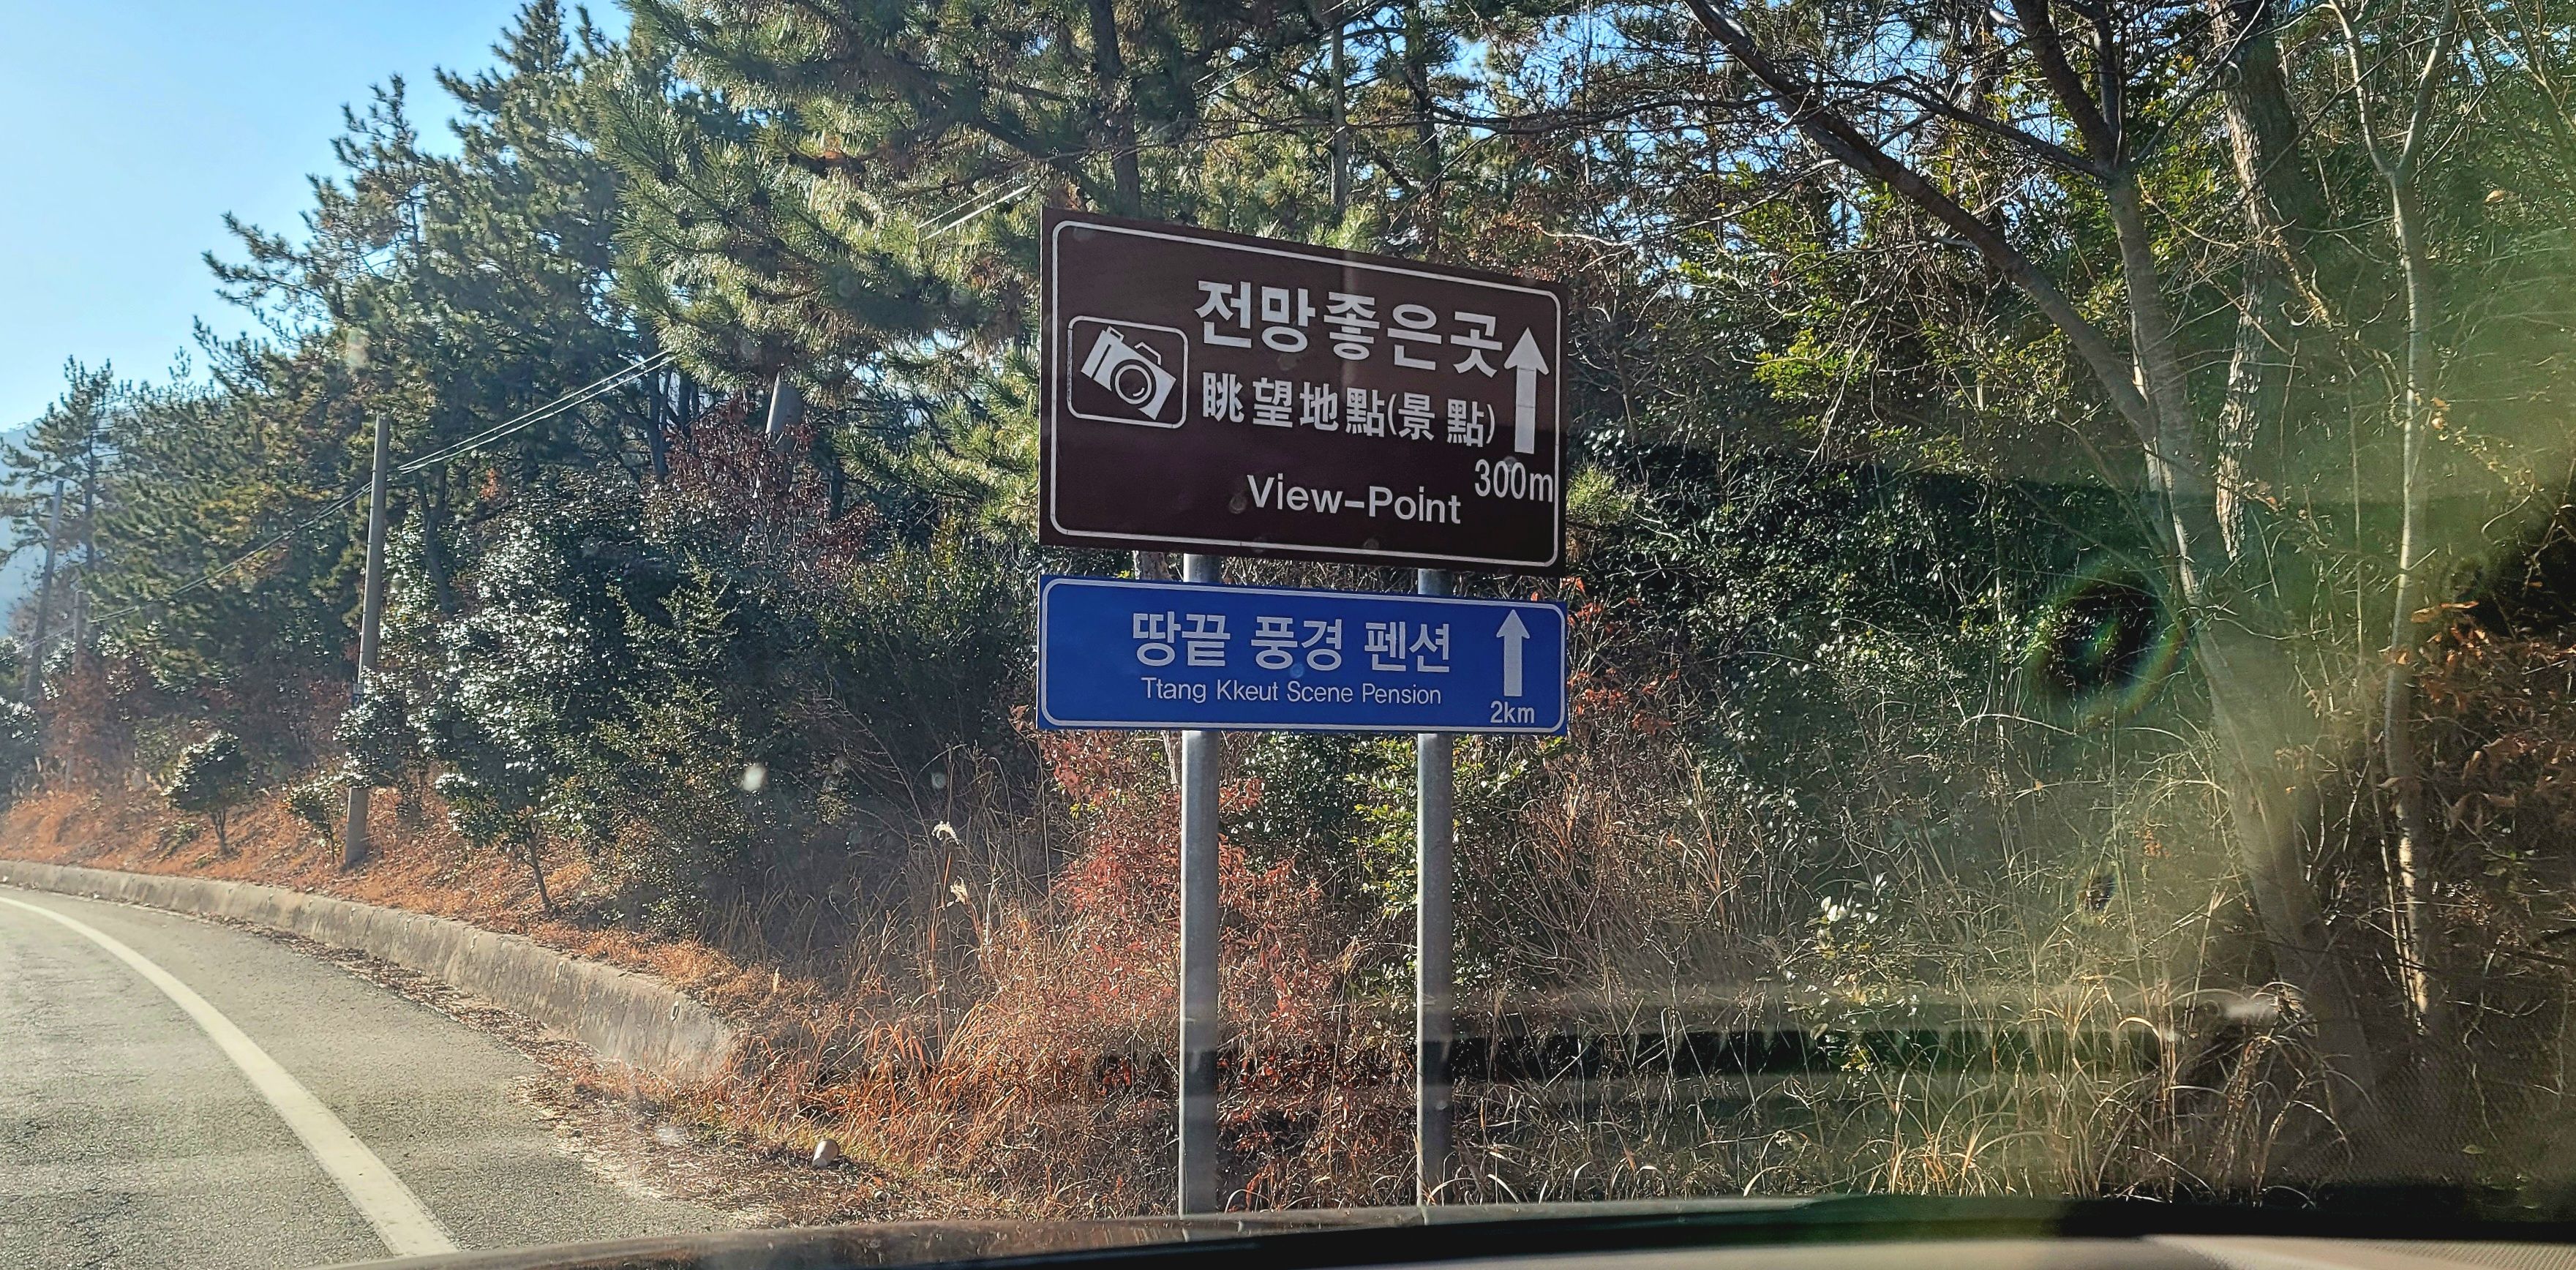 전망좋은곳
眺望地點(景點)
View-Point
300m
땅끝 풍경 펜션
Ttang Kkeut Scene Pension
2km